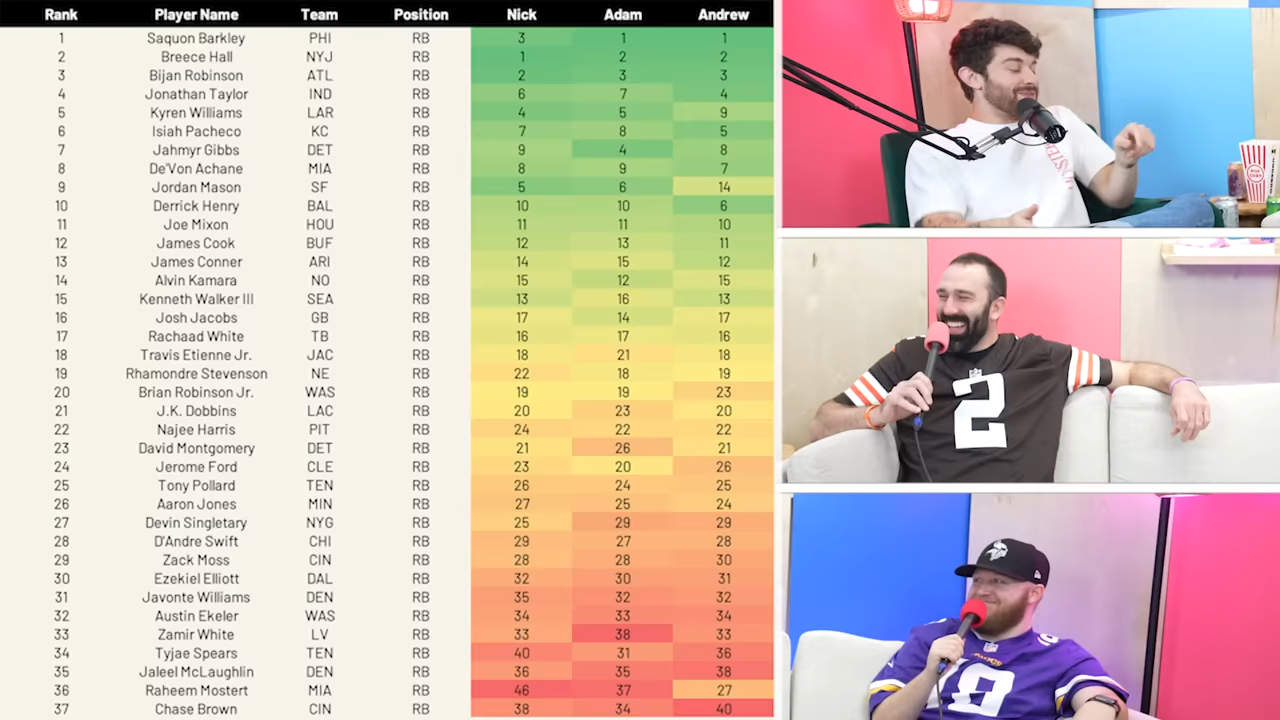 Rank Player Name Team Position Nick Adam Andrew
1 Saquon Barkley PHI RB 3 1 1
2 Breece Hall NYJ RB 1 2 2
3 Bijan Robinson ATL RB 2 3 3
4 Jonathan Taylor IND RB 6 7 4
5 Kyren Williams LAR RB 4 5 9
6 Isiah Pacheco KC RB 7 8 5
7 Jahmyr Gibbs DET RB 9 4 8
8 De'Von Achane MIA RB 8 9 7
9 Jordan Mason SF RB 5 6 14
10 Derrick Henry BAL RB 10 10 6
11 Joe Mixon HOU RB 11 11 10
12 James Cook BUF RB 12 13 11
13 James Conner ARI RB 14 15 12
14 Alvin Kamara NO RB 15 12 15
15 Kenneth Walker III SEA RB 13 16 13
16 Josh Jacobs GB RB 17 14 17
17 Rachaad White TB RB 16 17 16
18 Travis Etienne Jr. JAC RB 18 21 18
19 Rhamondre Stevenson NE RB 22 18 19
20 Brian Robinson Jr. WAS RB 19 19 23
21 J.K. Dobbins LAC RB 20 23 20
22 Najee Harris PIT RB 24 22 22
23 David Montgomery DET RB 21 26 21
24 Jerome Ford CLE RB 23 20 26
25 Tony Pollard TEN RB 26 24 25
26 Aaron Jones MIN RB 27 25 24
27 Devin Singletary NYG RB 25 29 29
28 D'Andre Swift CHI RB 29 27 28
29 Zack Moss CIN RB 28 28 30
30 Ezekiel Elliott DAL RB 32 30 31
31 Javonte Williams DEN RB 35 32 32
32 Austin Ekeler WAS RB 34 33 34
33 Zamir White LV RB 33 38 33
34 Tyjae Spears TEN RB 40 31 36
35 Jaleel McLaughlin DEN RB 36 35 38
36 Raheem Mostert MIA RB 46 37 27
37 Chase Brown CIN RB 38 34 40
2
18